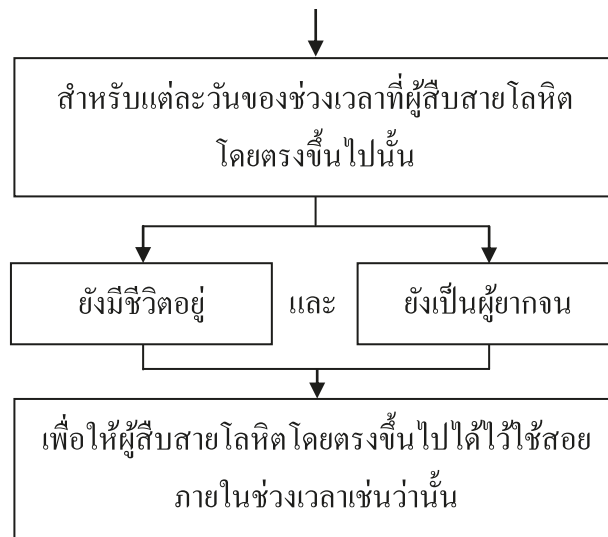 สำหรับแต่ละวันของช่วงเวลาที่ผู้สืบสายโลหิต
โดยตรงขึ้นไปนั้น
ยังมีชีวิตอยู่ และ ยังเป็นผู้ยากจน
เพื่อให้ผู้สืบสายโลหิตโดยตรงขึ้นไปได้ไว้ใช้สอย
ภายในช่วงเวลาเช่นว่านั้น